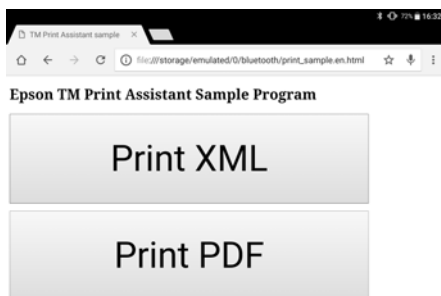 72% 16:32
TM Print Assistant sample
file:///storage/emulated/0/bluetooth/print_sample.en.html
Epson TM Print Assistant Sample Program
Print XML
Print PDF